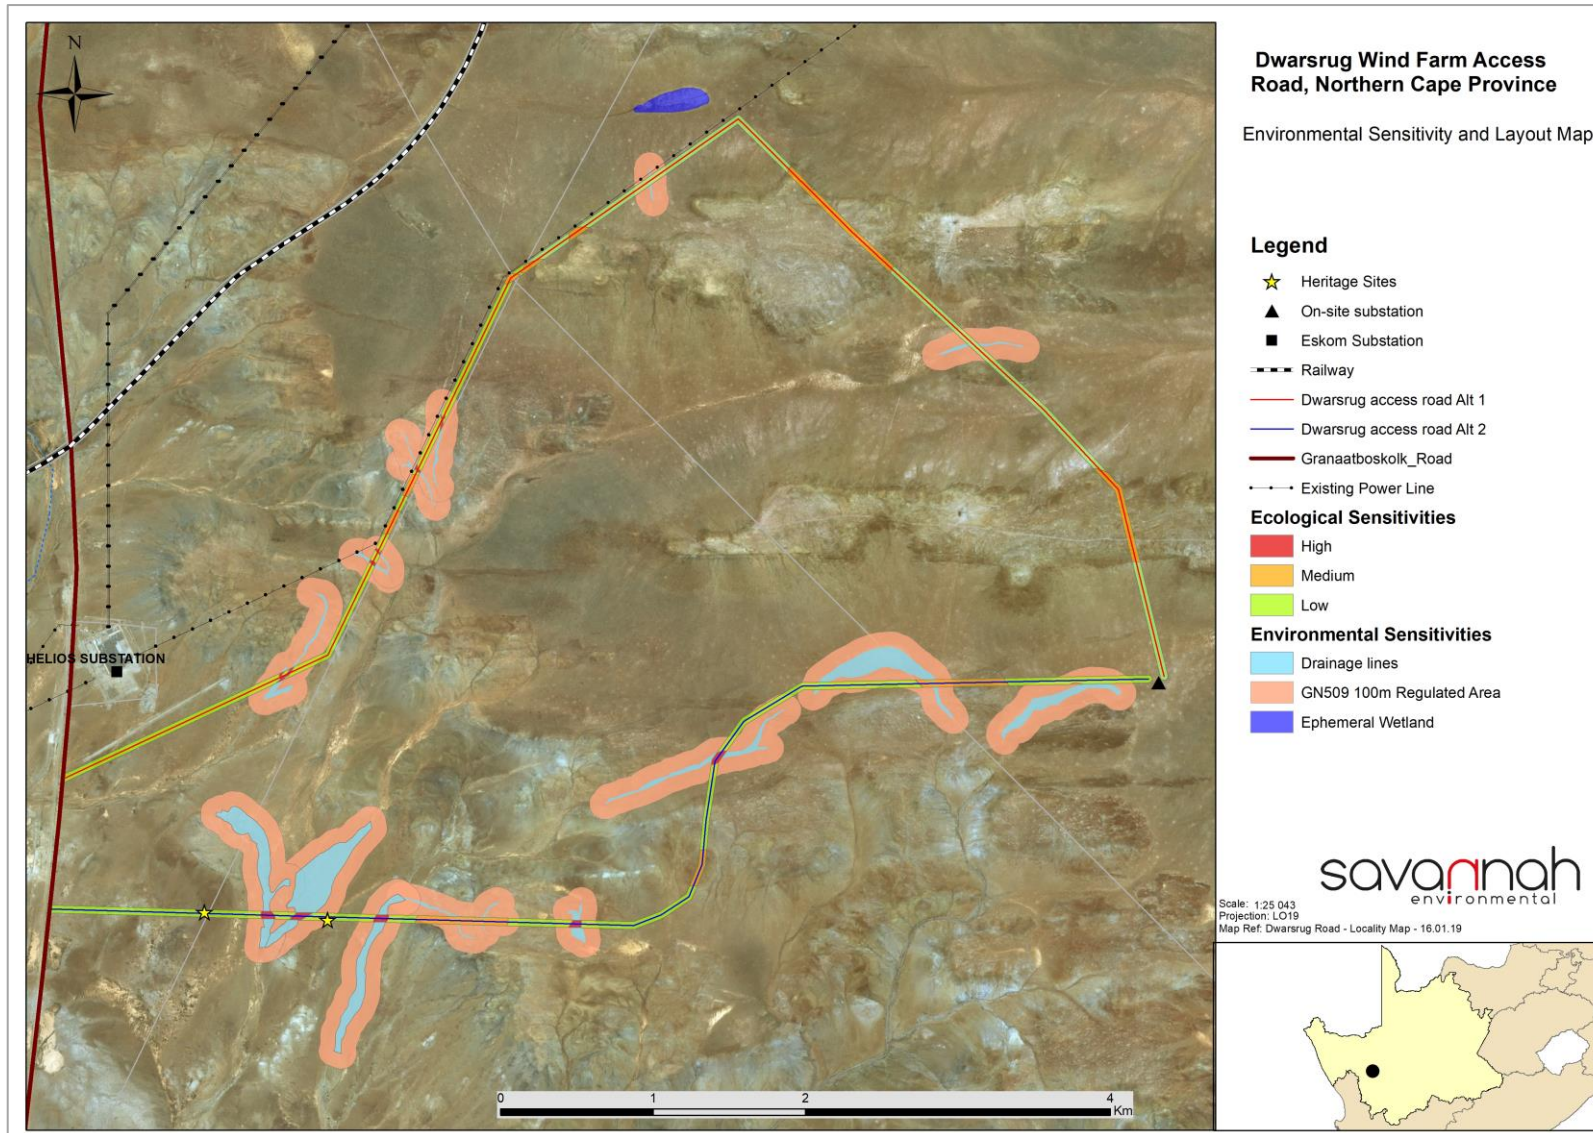 N
HELIOS SUBSTATION
0 1 2 4
Km
Dwarsrug Wind Farm Access
Road, Northern Cape Province
Environmental Sensitivity and Layout Map
Legend
Heritage Sites
On-site substation
Eskom Substation
Railway
Dwarsrug access road Alt 1
Dwarsrug access road Alt 2
Granaatboskolk_Road
Existing Power Line
Ecological Sensitivities
High
Medium
Low
Environmental Sensitivities
Drainage lines
GN509 100m Regulated Area
Ephemeral Wetland
savannah
environmental
Scale: 1:25 043
Projection: LO19
Map Ref: Dwarsrug Road - Locality Map - 16.01.19